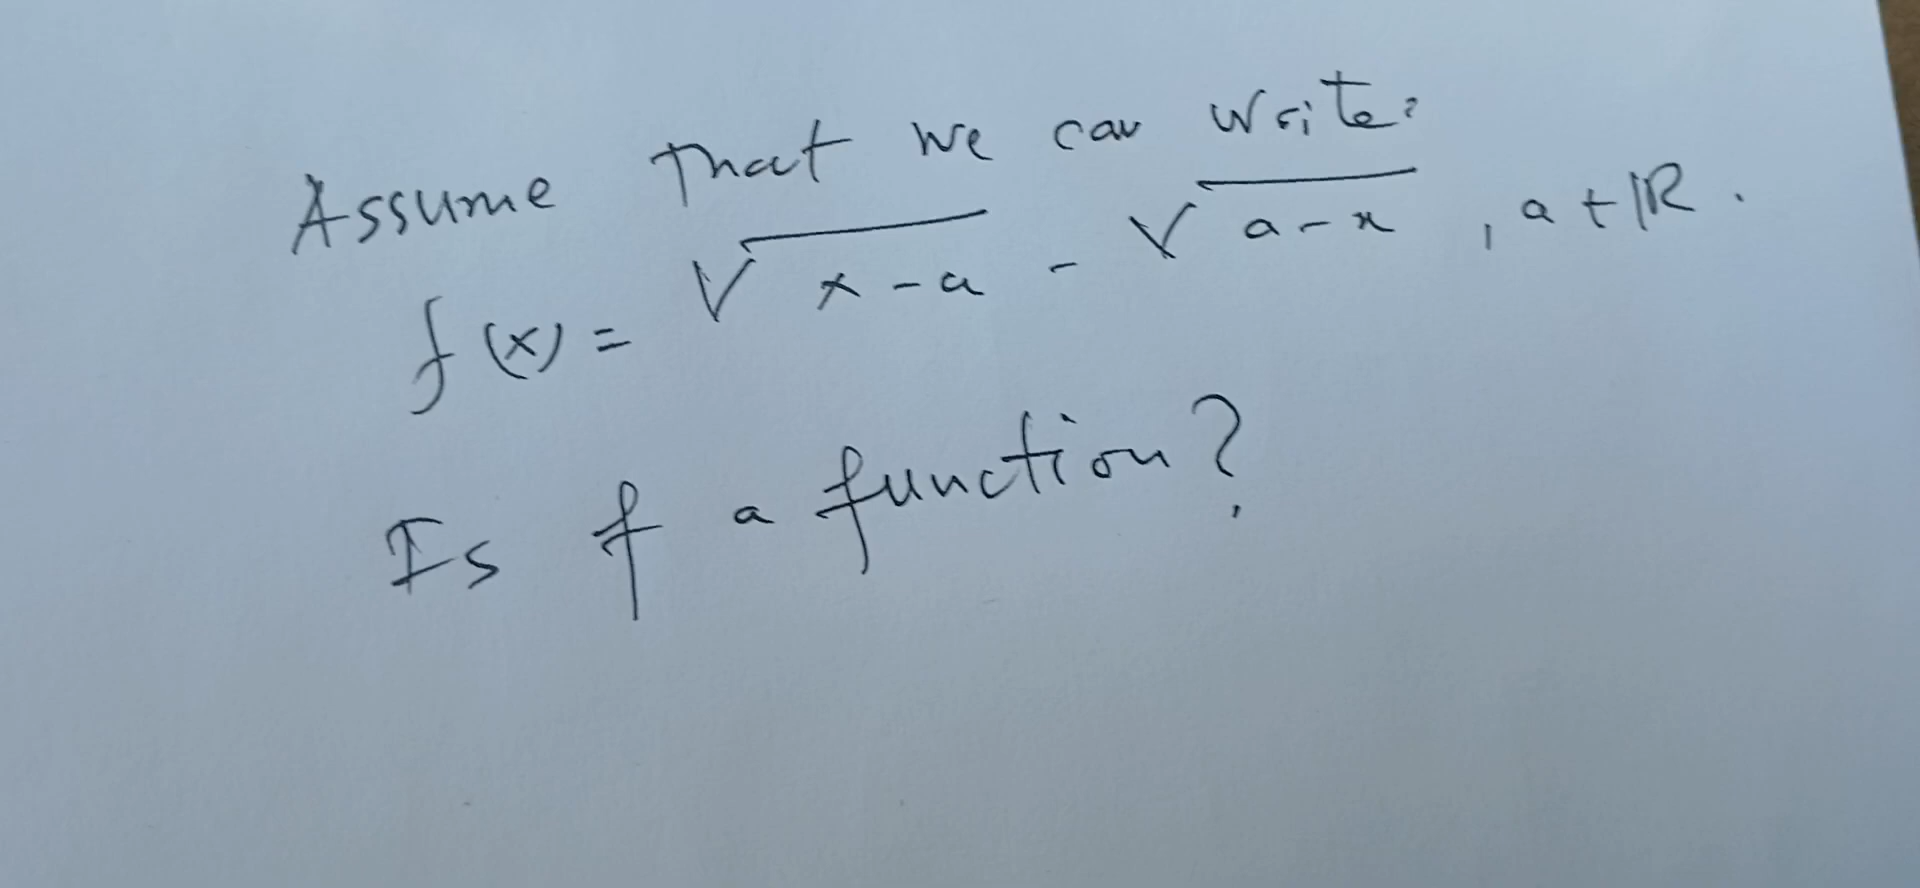 Assume that we can write:
f(x) = √x-a - √a-x , a ∈ ℝ.
Is f a function?